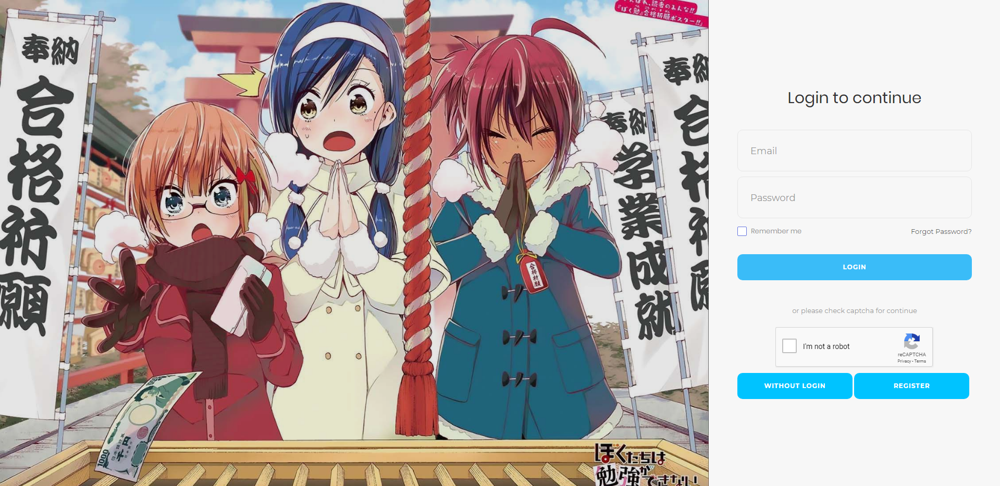 奉納
合格祈願
んばれ、読者のみんな!!
『ぼく勉』合格祈願ポスター!!
奉納
学業成就
奉納
合格祈願
合格祈願
1000
ぼくたちは
勉強ができない
Login to continue
Email
Password
Remember me
Forgot Password?
LOGIN
or please check captcha for continue
I'm not a robot
reCAPTCHA
Privacy - Terms
WITHOUT LOGIN
REGISTER